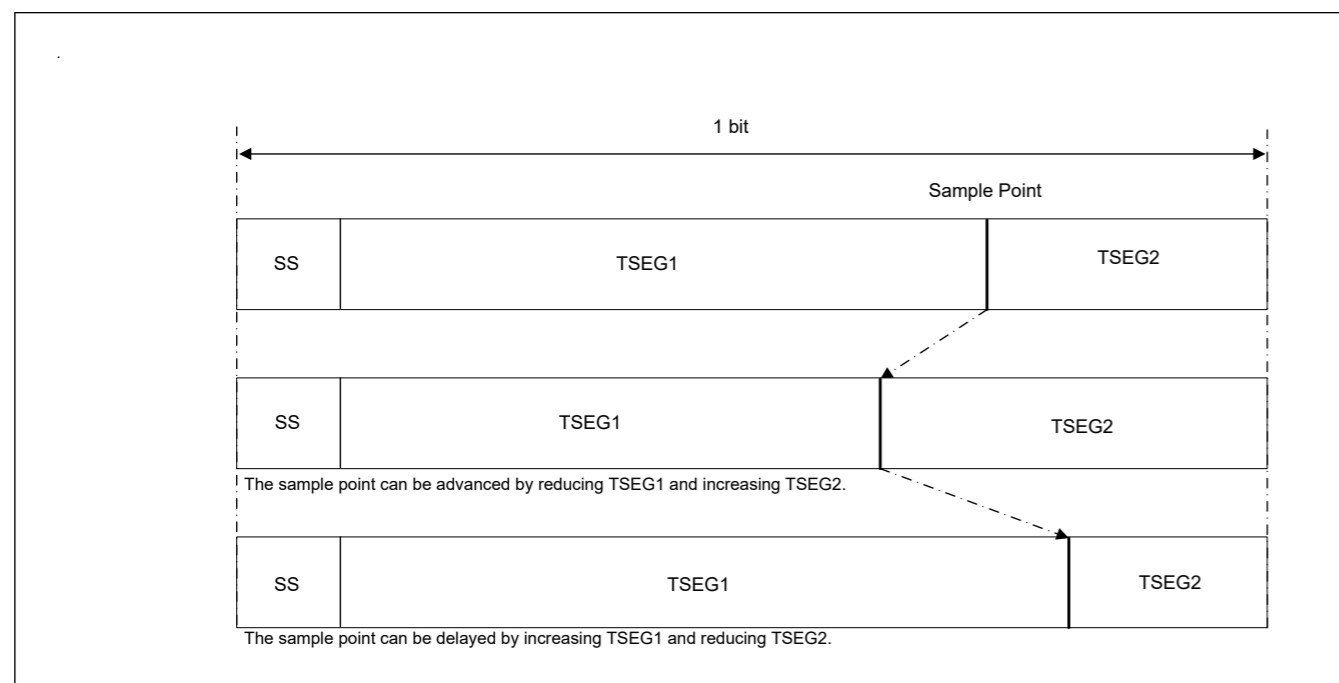 1 bit
Sample Point
SS TSEG1 TSEG2
SS TSEG1 TSEG2
The sample point can be advanced by reducing TSEG1 and increasing TSEG2.
SS TSEG1 TSEG2
The sample point can be delayed by increasing TSEG1 and reducing TSEG2.